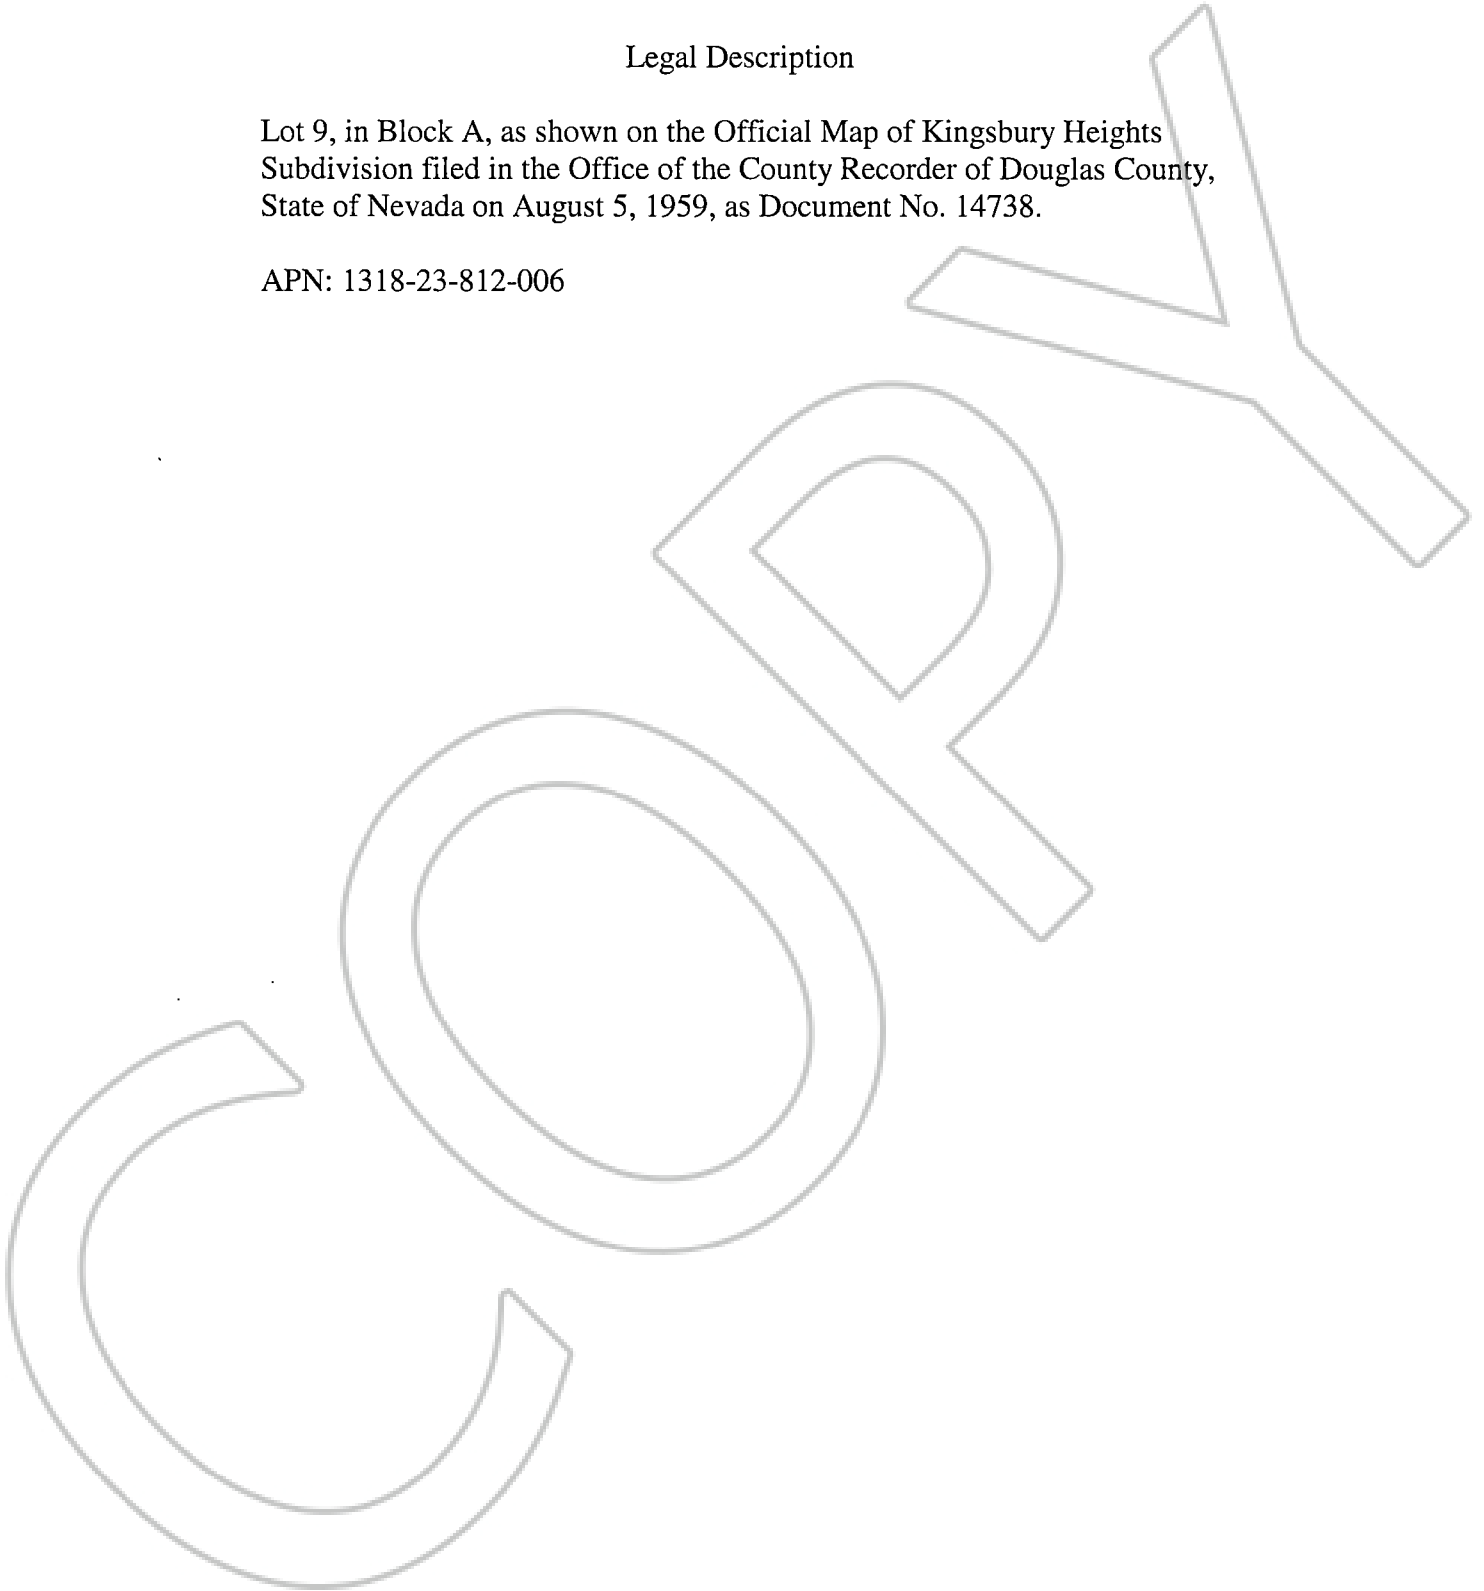 Legal Description
Lot 9, in Block A, as shown on the Official Map of Kingsbury Heights
Subdivision filed in the Office of the County Recorder of Douglas County,
State of Nevada on August 5, 1959, as Document No. 14738.
APN: 1318-23-812-006
COPY